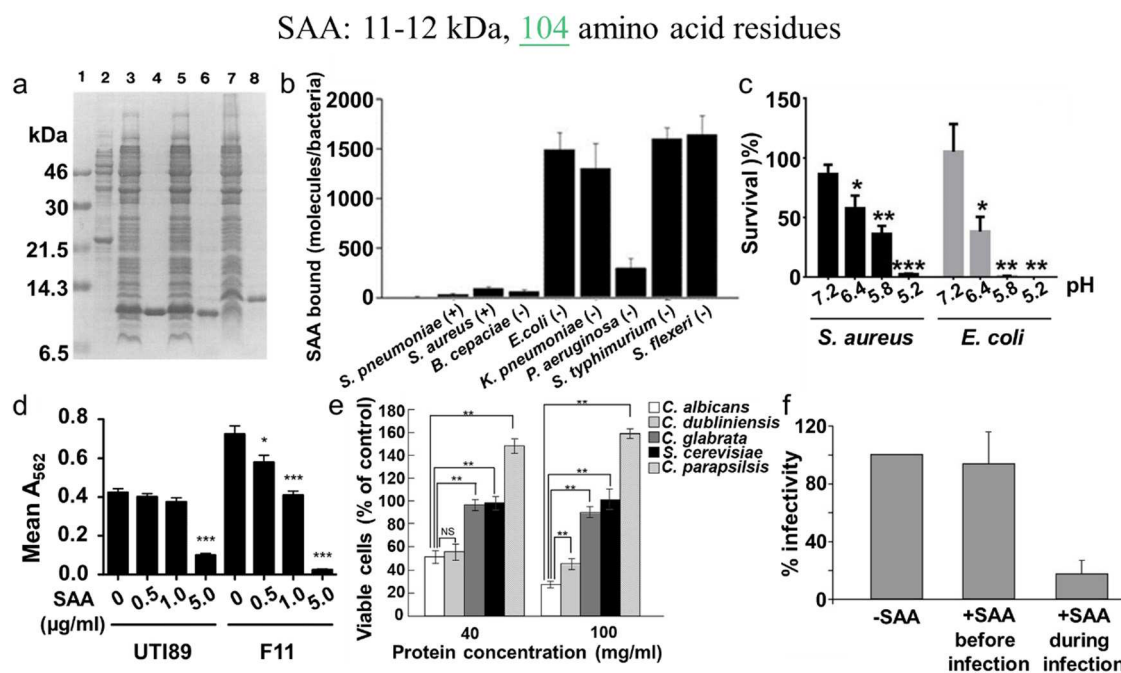 SAA: 11-12 kDa, 104 amino acid residues
a
1 2 3 4 5 6 7 8
kDa
46
30
21.5
14.3
6.5
b
SAA bound (molecules/bacteria)
2000
1500
1000
500
0
S. pneumoniae (+)
S. aureus (+)
B. cepaciae (-)
E.coli (-)
K. pneumoniae (-)
P. aeruginosa (-)
S. typhimurium (-)
S. flexeri (-)
c
Survival )%)
100
50
0
* ** *** * ** **
7.2 6.4 5.8 5.2 7.2 6.4 5.8 5.2 pH
S. aureus E. coli
d
Mean A562
0.8
0.6
0.4
0.2
0.0
*** * *** ***
SAA 0 0.5 1.0 5.0 0 0.5 1.0 5.0
(µg/ml)
UTI89 F11
e
Viable cells (% of control)
180
160
140
120
100
80
60
40
20
0
** **
** **
** **
NS **
C. albicans
C. dubliniensis
C. glabrata
S. cerevisiae
C. parapsilsis
40 100
Protein concentration (mg/ml)
f
% infectivity
120
80
40
0
-SAA +SAA +SAA
before during
infection infection